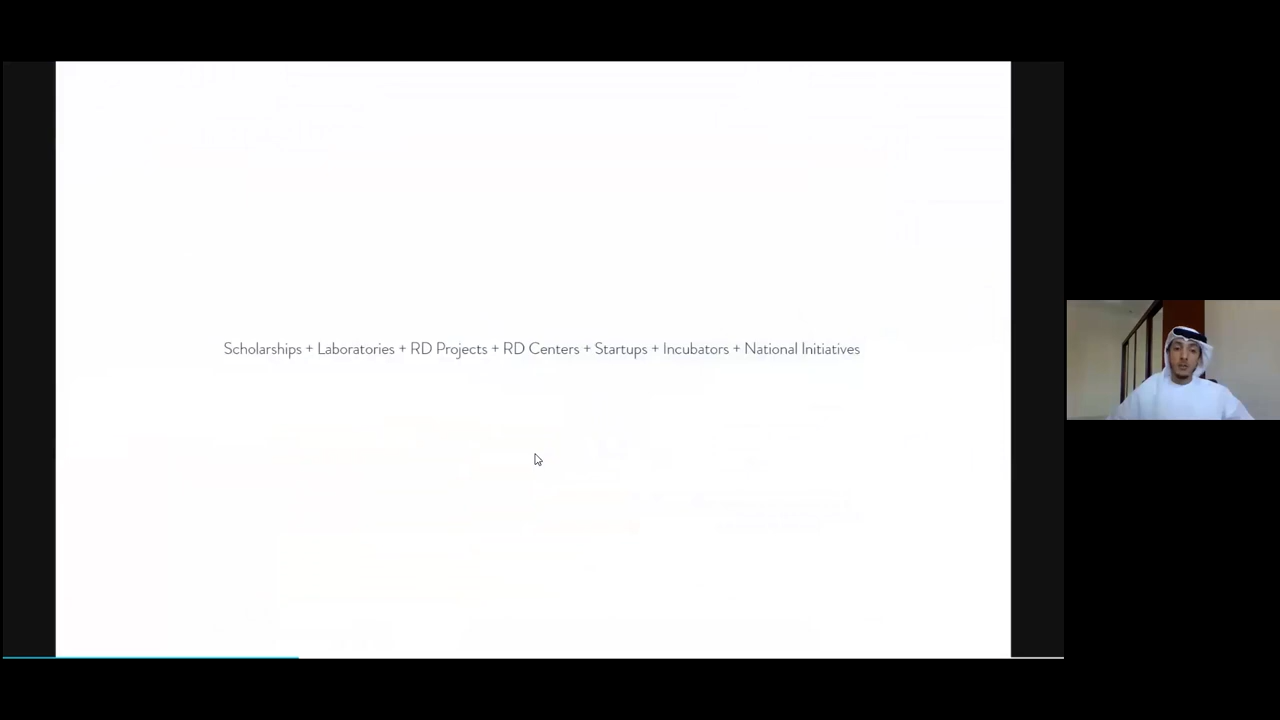 Scholarships + Laboratories + RD Projects + RD Centers + Startups + Incubators + National Initiatives